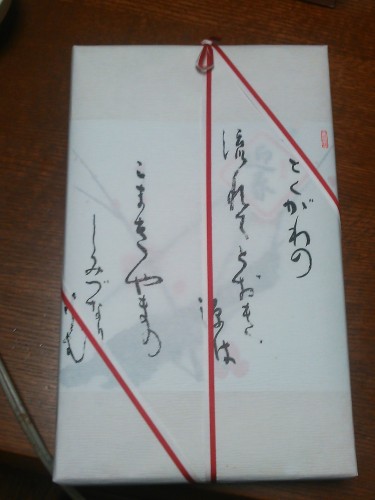 とくがわの
流れてとおき
源は
こまきやまの
しみづなり